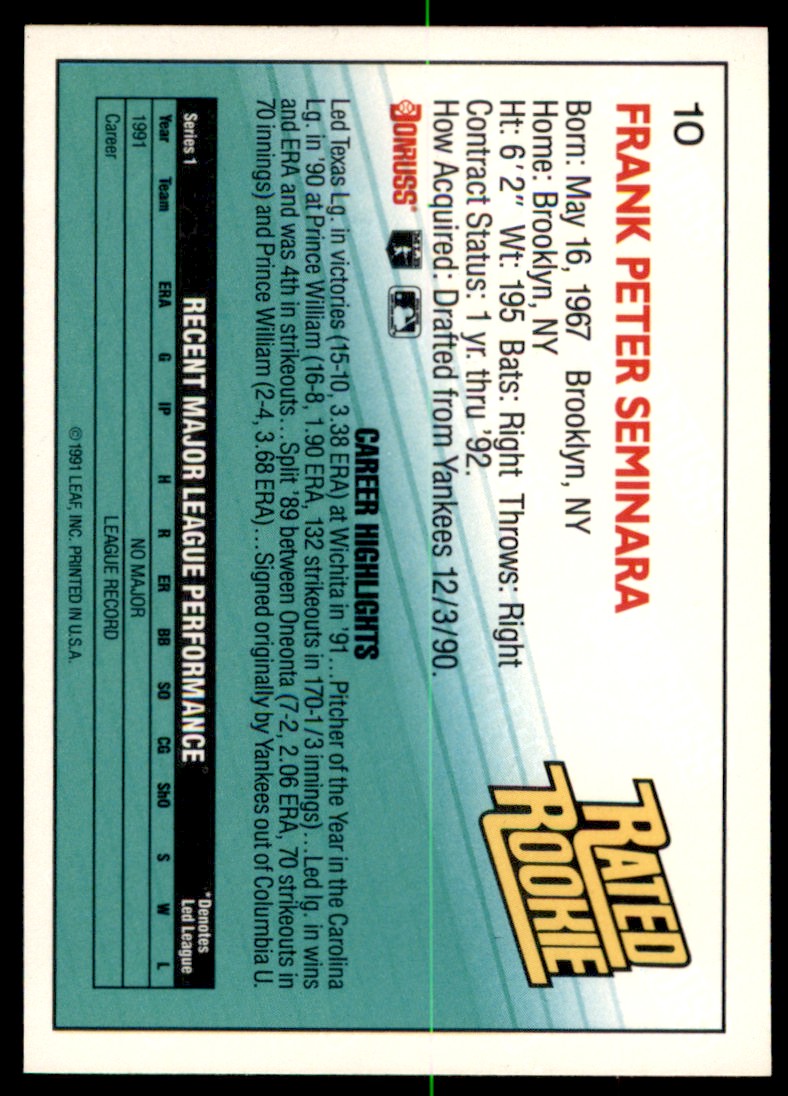 10
FRANK PETER SEMINARA
RATED
ROOKIE
Born: May 16, 1967 Brooklyn, NY
Home: Brooklyn, NY
Ht: 6'2" Wt: 195 Bats: Right Throws: Right
Contract Status: 1 yr. thru '92.
How Acquired: Drafted from Yankees 12/3/90.
DONRUSS®
MLB
CAREER HIGHLIGHTS
Led Texas Lg. in victories (15-10, 3.38 ERA) at Wichita in '91...Pitcher of the Year in the Carolina
Lg. in '90 at Prince William (16-8, 1.90 ERA, 132 strikeouts in 170-1/3 innings)...Led lg. in wins
and ERA and was 4th in strikeouts...Split '89 between Oneonta (7-2, 2.06 ERA, 70 strikeouts in
70 innings) and Prince William (2-4, 3.68 ERA)...Signed originally by Yankees out of Columbia U.
Series 1 RECENT MAJOR LEAGUE PERFORMANCE *Denotes
Led League
Year Team ERA G IP H R ER BB SO CG ShO S W L
1991 NO MAJOR
Career LEAGUE RECORD
©1991 LEAF, INC. PRINTED IN U.S.A.